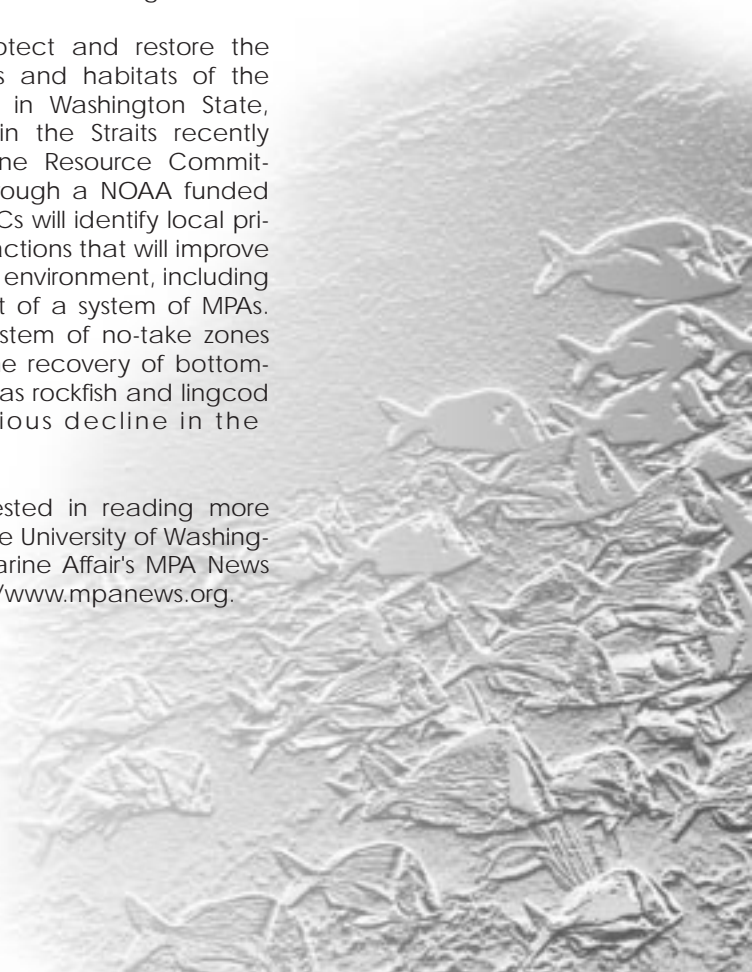 otect and restore the
s and habitats of the
in Washington State,
in the Straits recently
ne Resource Commit-
ough a NOAA funded
Cs will identify local pri-
actions that will improve
environment, including
t of a system of MPAs.
stem of no-take zones
e recovery of bottom-
as rockfish and lingcod
ious decline in the
ested in reading more
e University of Washing-
arine Affair's MPA News
/www.mpanews.org.